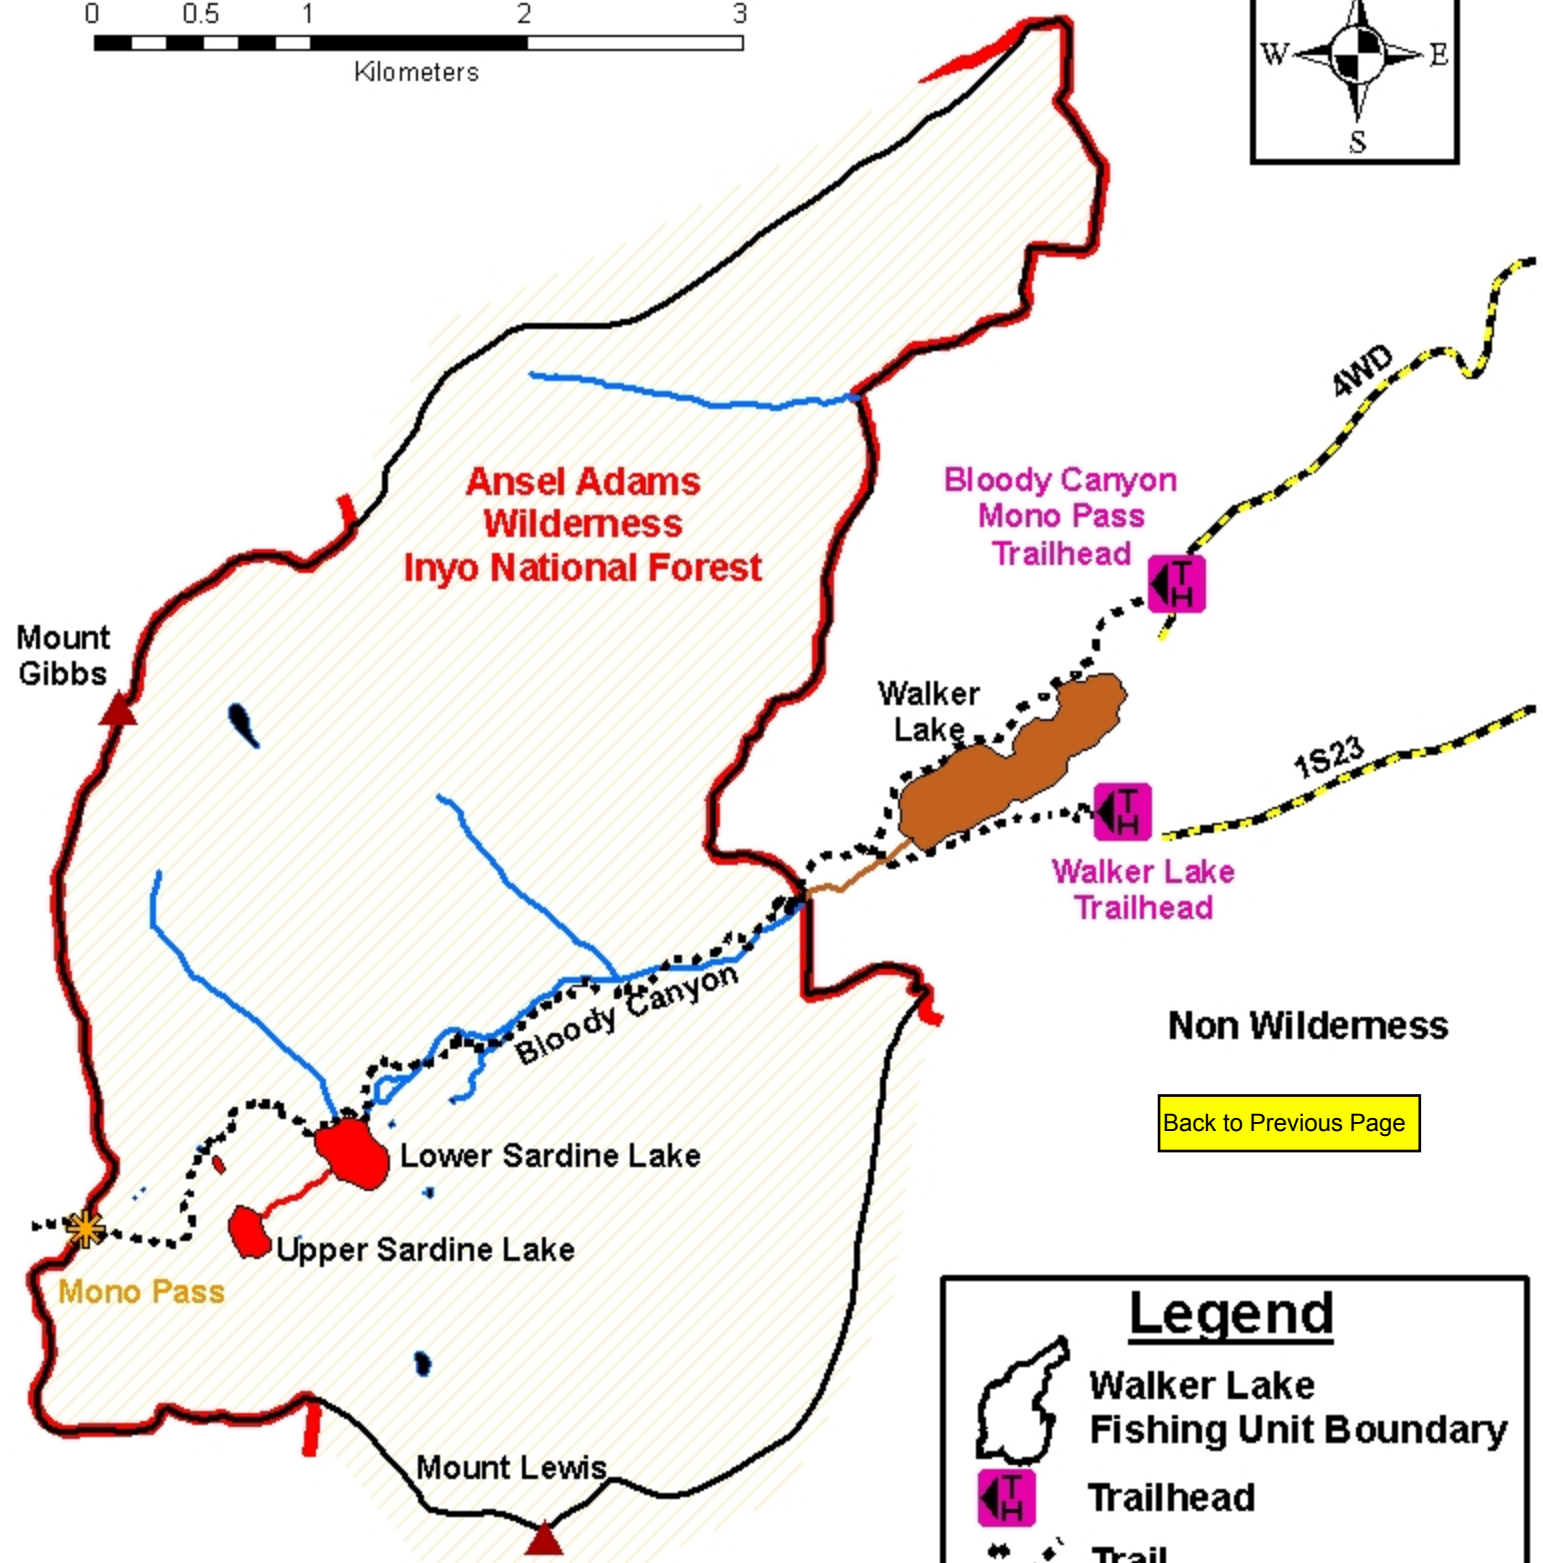 0 0.5 1 2 3
Kilometers
W E
S
4WD
Ansel Adams
Wilderness
Inyo National Forest
Bloody Canyon
Mono Pass
Trailhead
T
H
Mount
Gibbs
Walker
Lake
1S23
T
H
Walker Lake
Trailhead
Bloody Canyon
Non Wilderness
Back to Previous Page
Lower Sardine Lake
Upper Sardine Lake
Mono Pass
Legend
Walker Lake
Fishing Unit Boundary
Mount Lewis
T
H
Trailhead
Trail